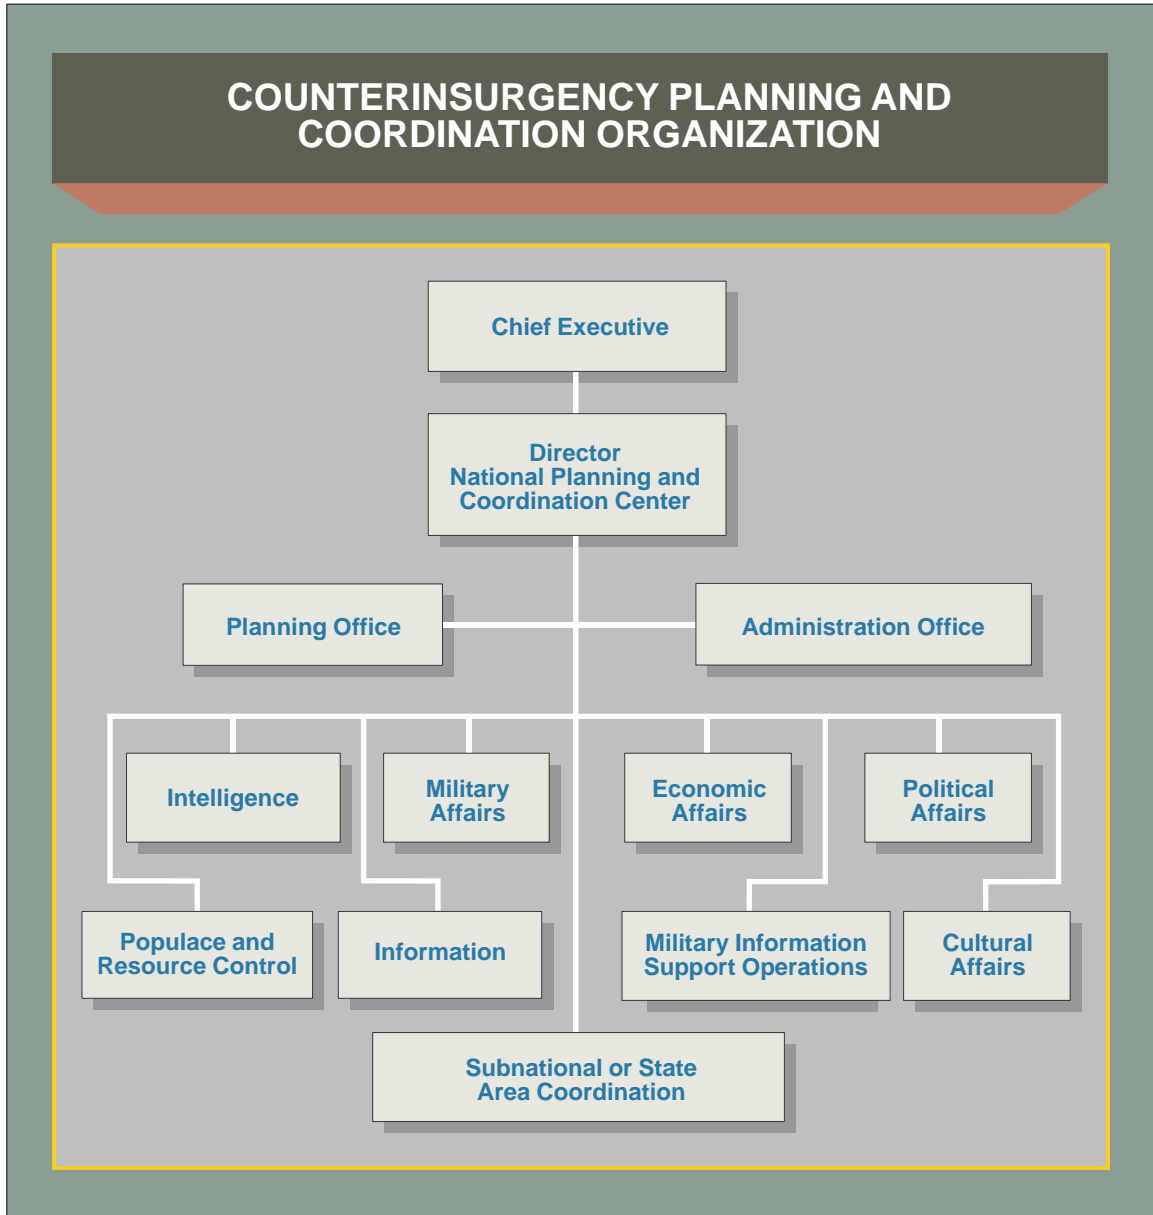 COUNTERINSURGENCY PLANNING AND
COORDINATION ORGANIZATION
Chief Executive
Director
National Planning and
Coordination Center
Planning Office
Administration Office
Intelligence
Military
Affairs
Economic
Affairs
Political
Affairs
Populace and
Resource Control
Information
Military Information
Support Operations
Cultural
Affairs
Subnational or State
Area Coordination